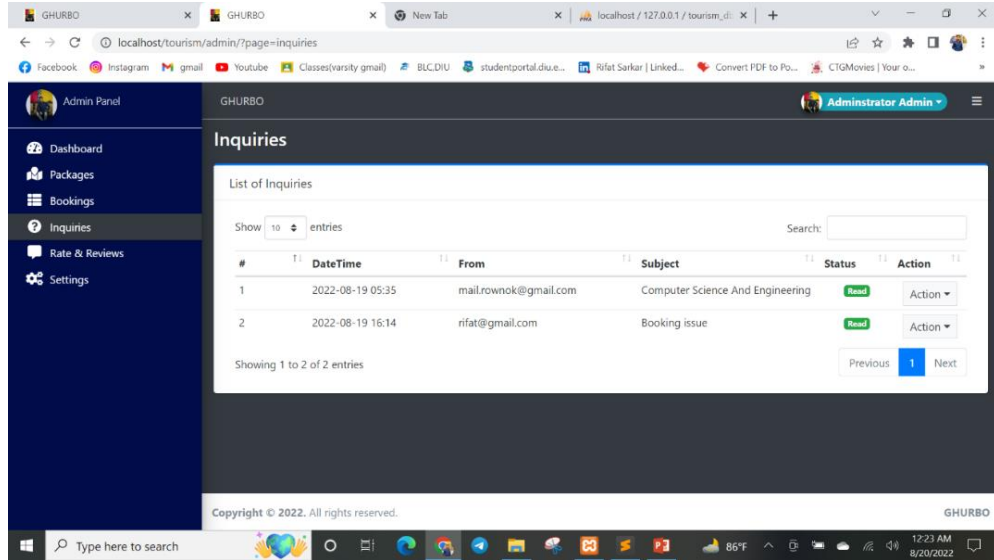 GHURBO
GHURBO
New Tab
localhost / 127.0.0.1 / tourism_d
localhost/tourism/admin/?page=inquiries
Facebook Instagram gmail Youtube Classes(varsity gmail) BLC,DIU studentportal.diu.e... Rifat Sarkar | Linked... Convert PDF to Po... CTGMovies | Your o...
Admin Panel
GHURBO
Adminstrator Admin
Dashboard
Packages
Bookings
Inquiries
Rate & Reviews
Settings
Inquiries
List of Inquiries
Show 10 entries
Search:
# DateTime From Subject Status Action
1 2022-08-19 05:35 mail.rownok@gmail.com Computer Science And Engineering Read Action
2 2022-08-19 16:14 rifat@gmail.com Booking issue Read Action
Showing 1 to 2 of 2 entries
Previous 1 Next
Copyright © 2022. All rights reserved.
GHURBO
Type here to search
86°F
12:23 AM
8/20/2022